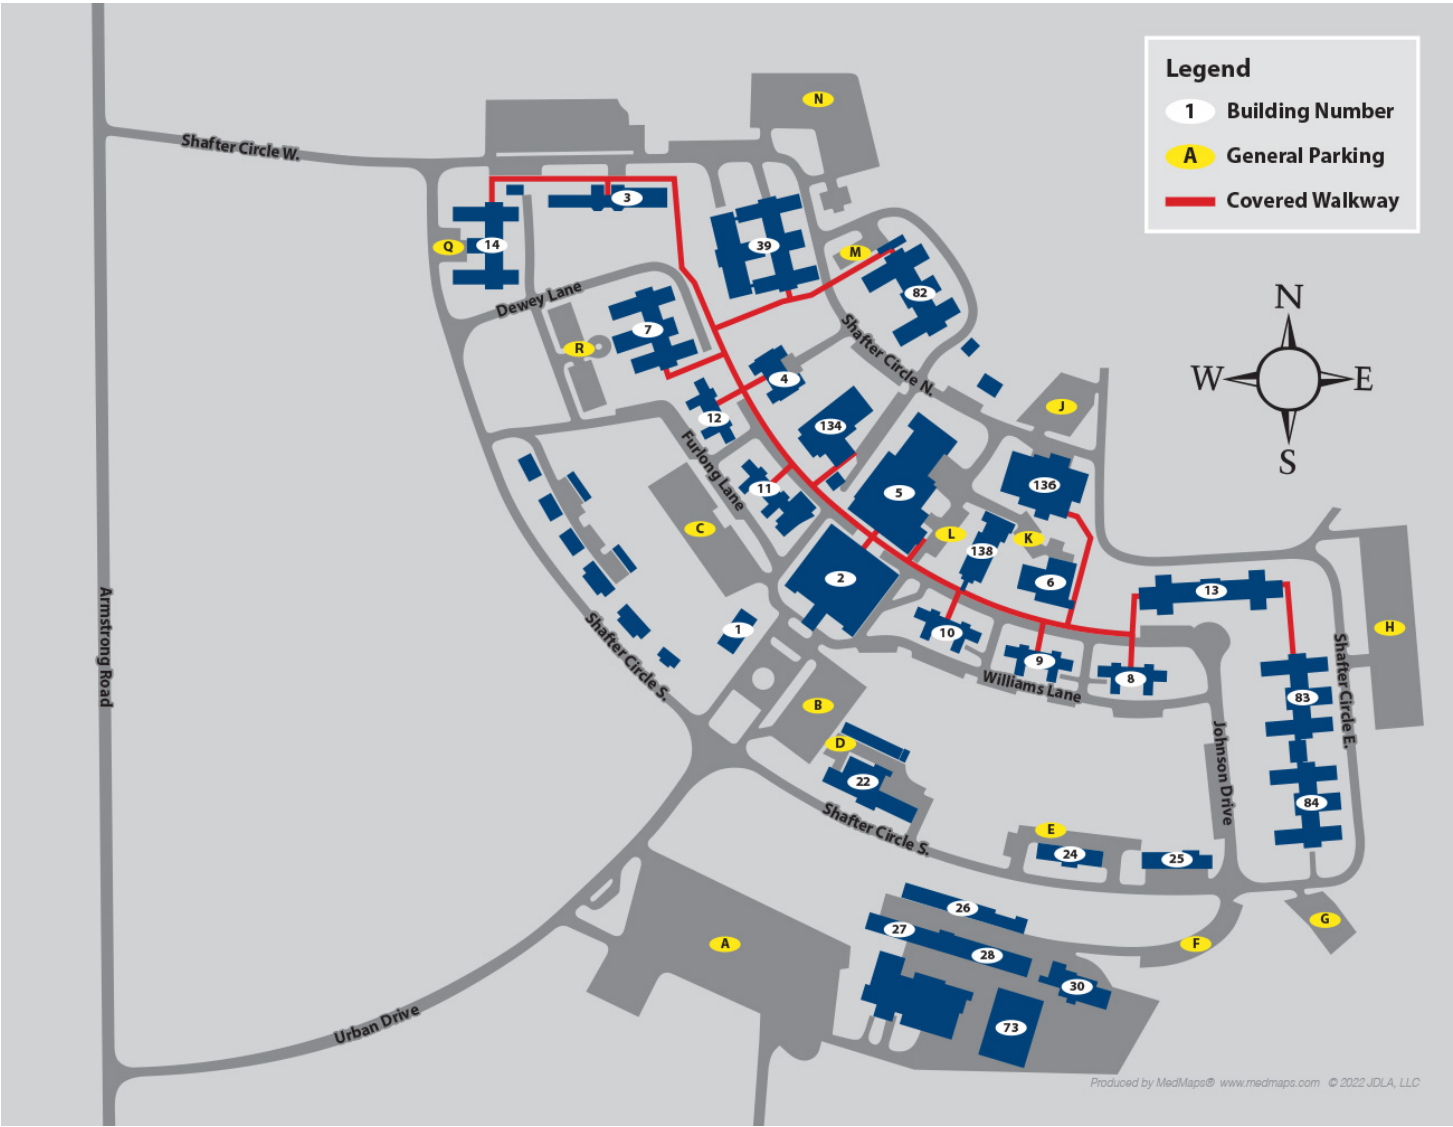 Legend
1 Building Number
A General Parking
Covered Walkway
N
W E
S
N
Shafter Circle W.
3
14
Q
39
M
82
Dewey Lane
7
R
Shafter Circle N.
4
12
134
J
Furlong Lane
11
5
136
C
L
K
138
2
6
13
H
Armstrong Road
Shafter Circle S.
1
10
9
8
Williams Lane
Shafter Circle E.
83
B
D
22
Johnson Drive
84
Shafter Circle S.
E
24
25
26
27
28
F
G
A
30
73
Urban Drive
Produced by MedMaps® www.medmaps.com © 2022 JDLA, LLC